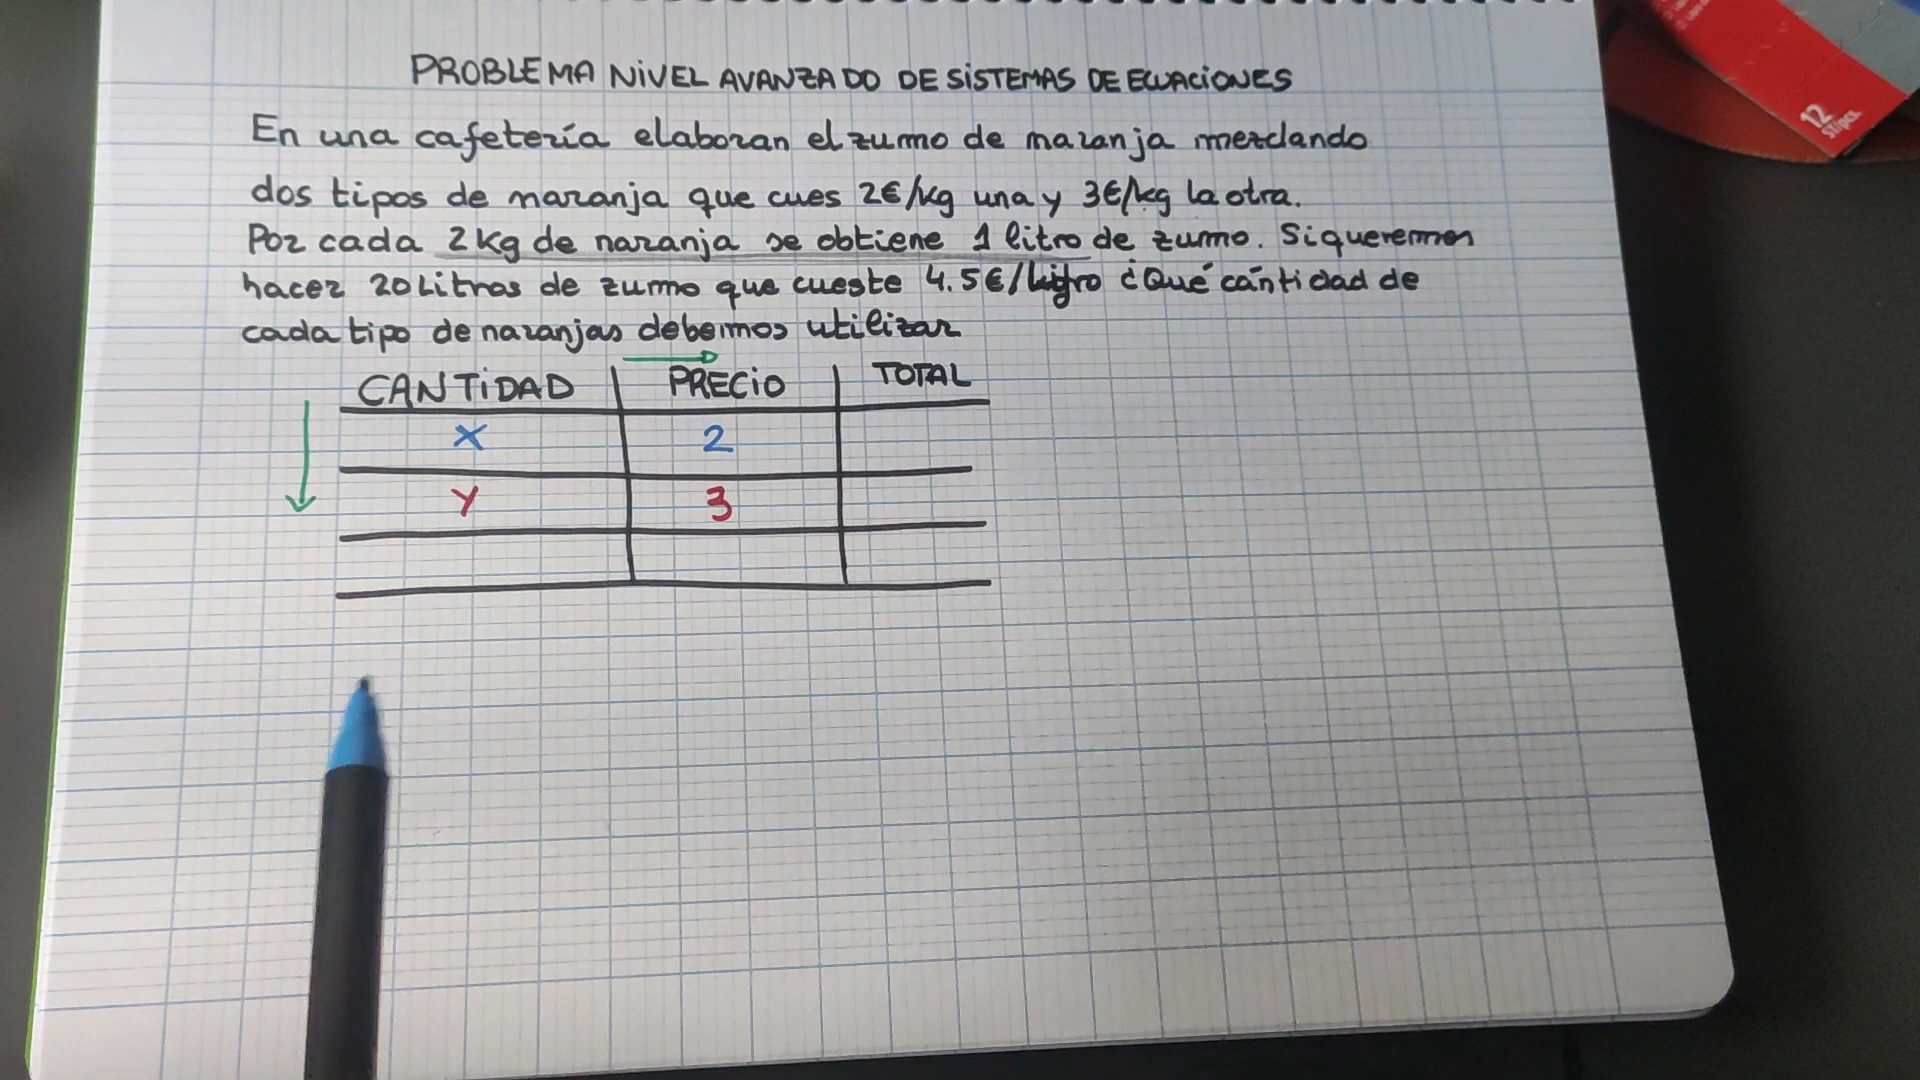 PROBLEMA NIVEL AVANZADO DE SISTEMAS DE ECUACIONES
En una cafetería elaboran el zumo de naranja mezclando
dos tipos de naranja que cues 2€/kg una y 3€/kg la otra.
Por cada 2kg de naranja se obtiene 1 litro de zumo. Si queremos
hacer 20 Litros de zumo que cueste 4.5€/litro ¿Qué cántidad de
cada tipo de naranjas debemos utilizar
CANTIDAD PRECIO TOTAL
X 2
Y 3
12